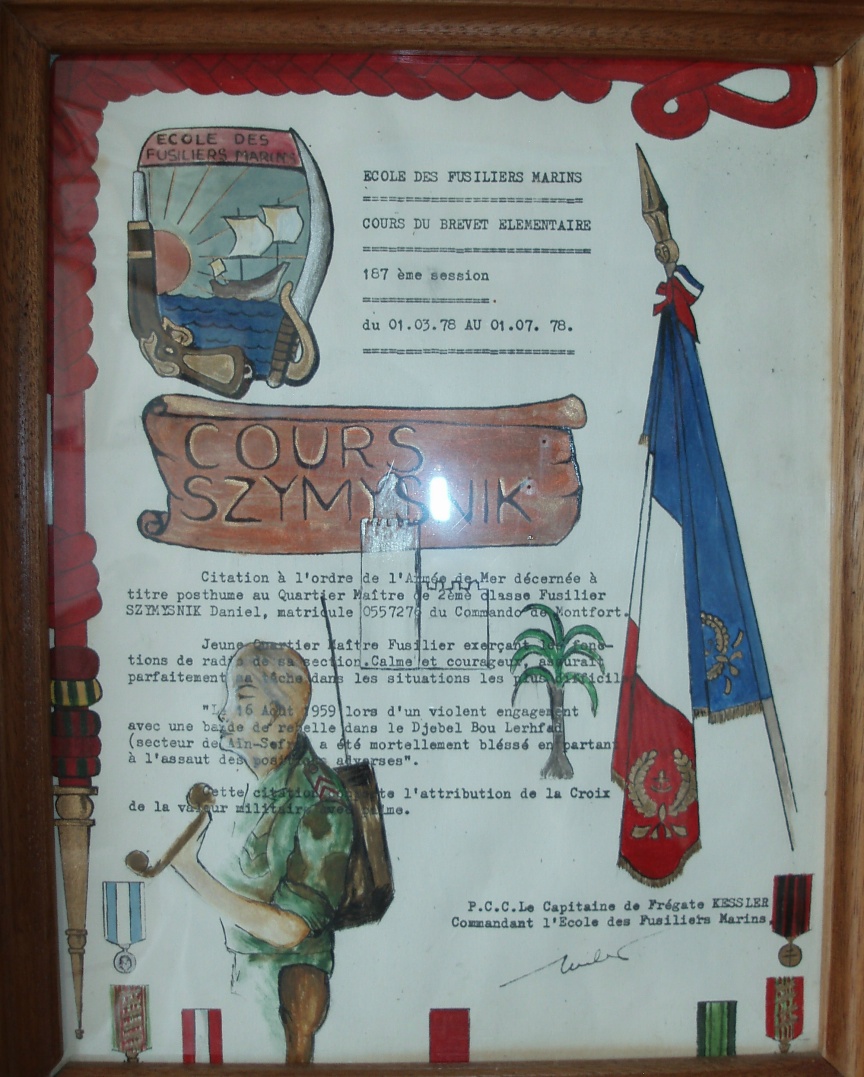 ECOLE DES
FUSILIERS MARINS
ECOLE DES FUSILIERS MARINS
COURS DU BREVET ELEMENTAIRE
187 ème session
du 01.03.78 AU 01.07. 78.
COURS
SZYMYSNIK
Citation à l'ordre de l'Armée de Mer décernée à
titre posthume au Quartier Maître de 2ème classe Fusilier
SZYMYSNIK Daniel, matricule 0557276 du Commando de Montfort.
Jeune Quartier Maître Fusilier exerçant les fonc-
tions de radio de sa section.Calme et courageux, assurait
parfaitement sa tâche dans les situations les plus difficiles
"Le 16 Août 1959 lors d'un violent engagement
avec une bande de rebelle dans le Djebel Bou Lerhfad
(secteur de Aïn-Sefra) a été mortellement bléssé en partant
à l'assaut des positions adverses".
Cette citation l'attribution de la Croix
de la valeur militaire avec palme.
P.C.C.Le Capitaine de Frégate KESSLER
Commandant l'Ecole des Fusiliers Marins.